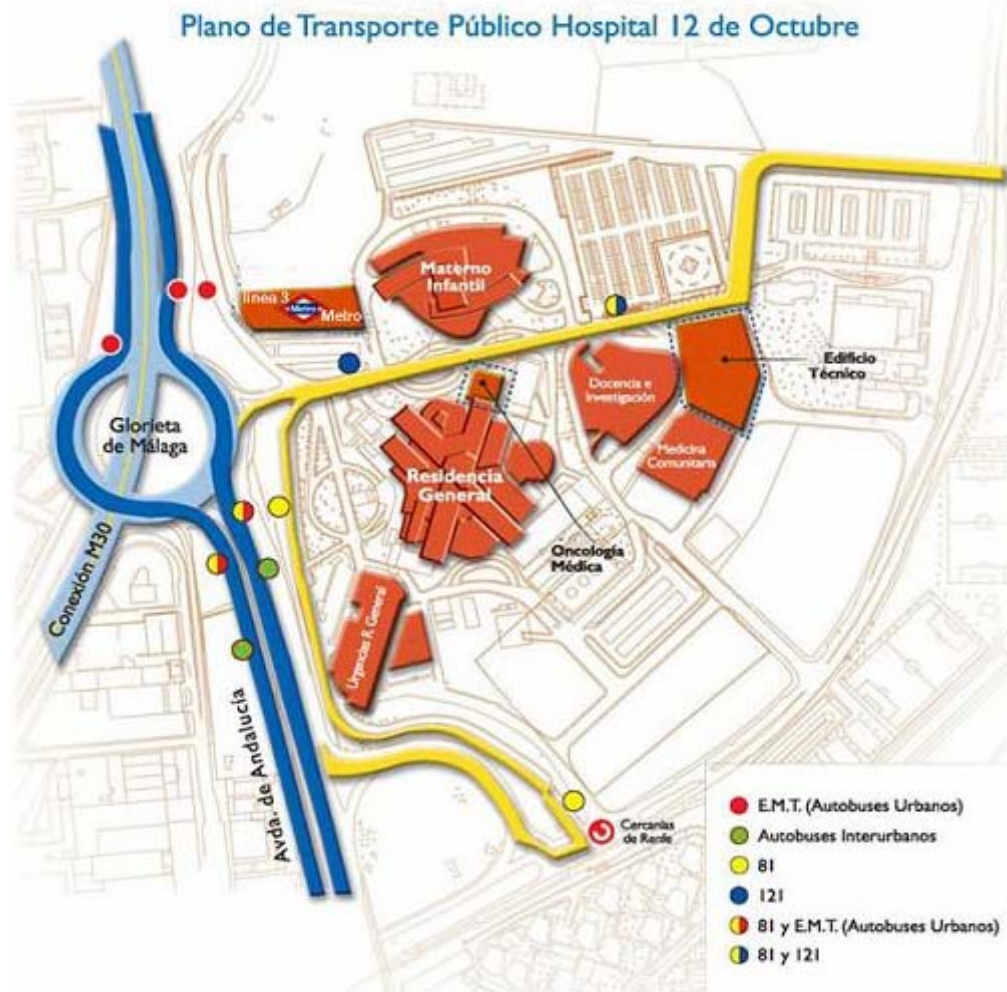 Plano de Transporte Público Hospital 12 de Octubre
línea 3
Metro
Metro
Materno
Infantil
Edificio
Técnico
Docencia e
Investigación
Glorieta
de Málaga
Medicina
Comunitaria
Residencia
General
Oncología
Médica
Conexión M30
Urgencias R. General
Avda. de Andalucía
Cercanías
de Renfe
E.M.T. (Autobuses Urbanos)
Autobuses Interurbanos
81
121
81 y E.M.T. (Autobuses Urbanos)
81 y 121